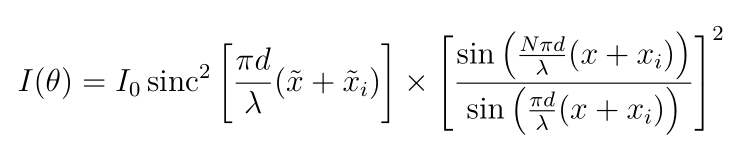 I(θ) = I₀ sinc² [πd/λ (x̃ + x̃ᵢ)] × [sin (Nπd/λ (x + xᵢ)) / sin (πd/λ (x + xᵢ))]²